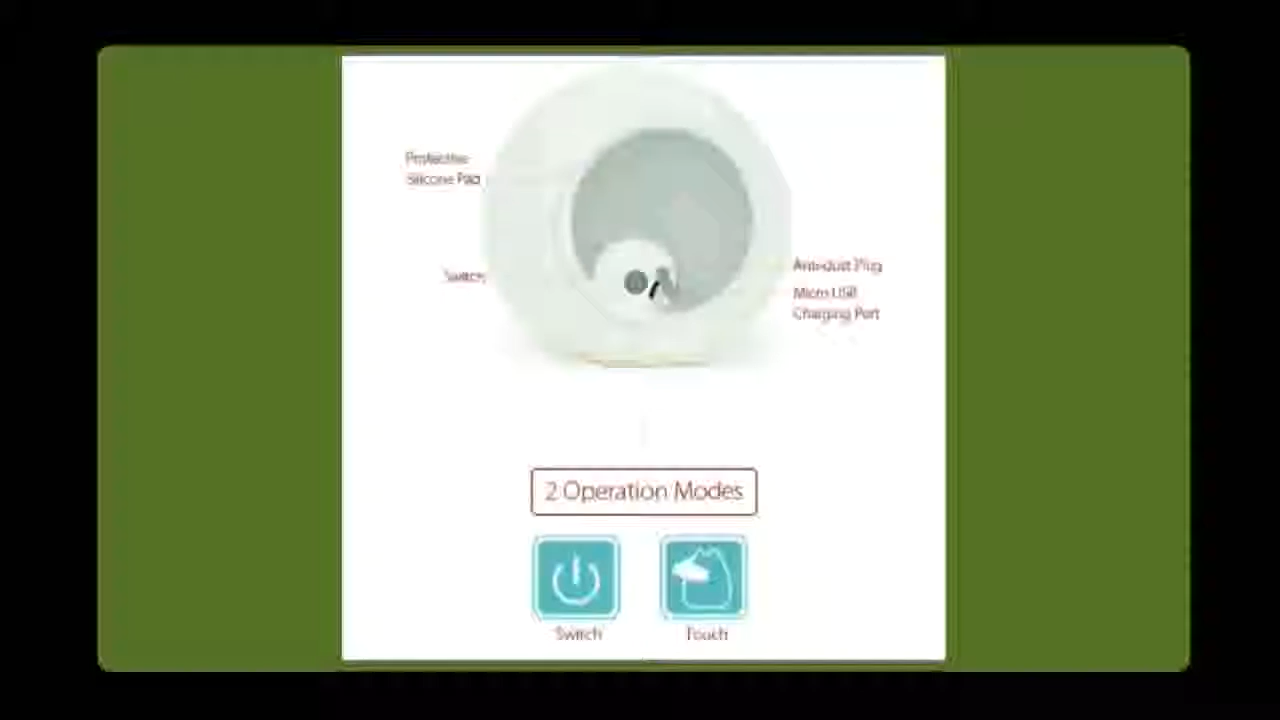 Protective
Silicone Pad
Switch
Anti-dust Plug
Micro USB
Charging Port
2 Operation Modes
Switch
Touch